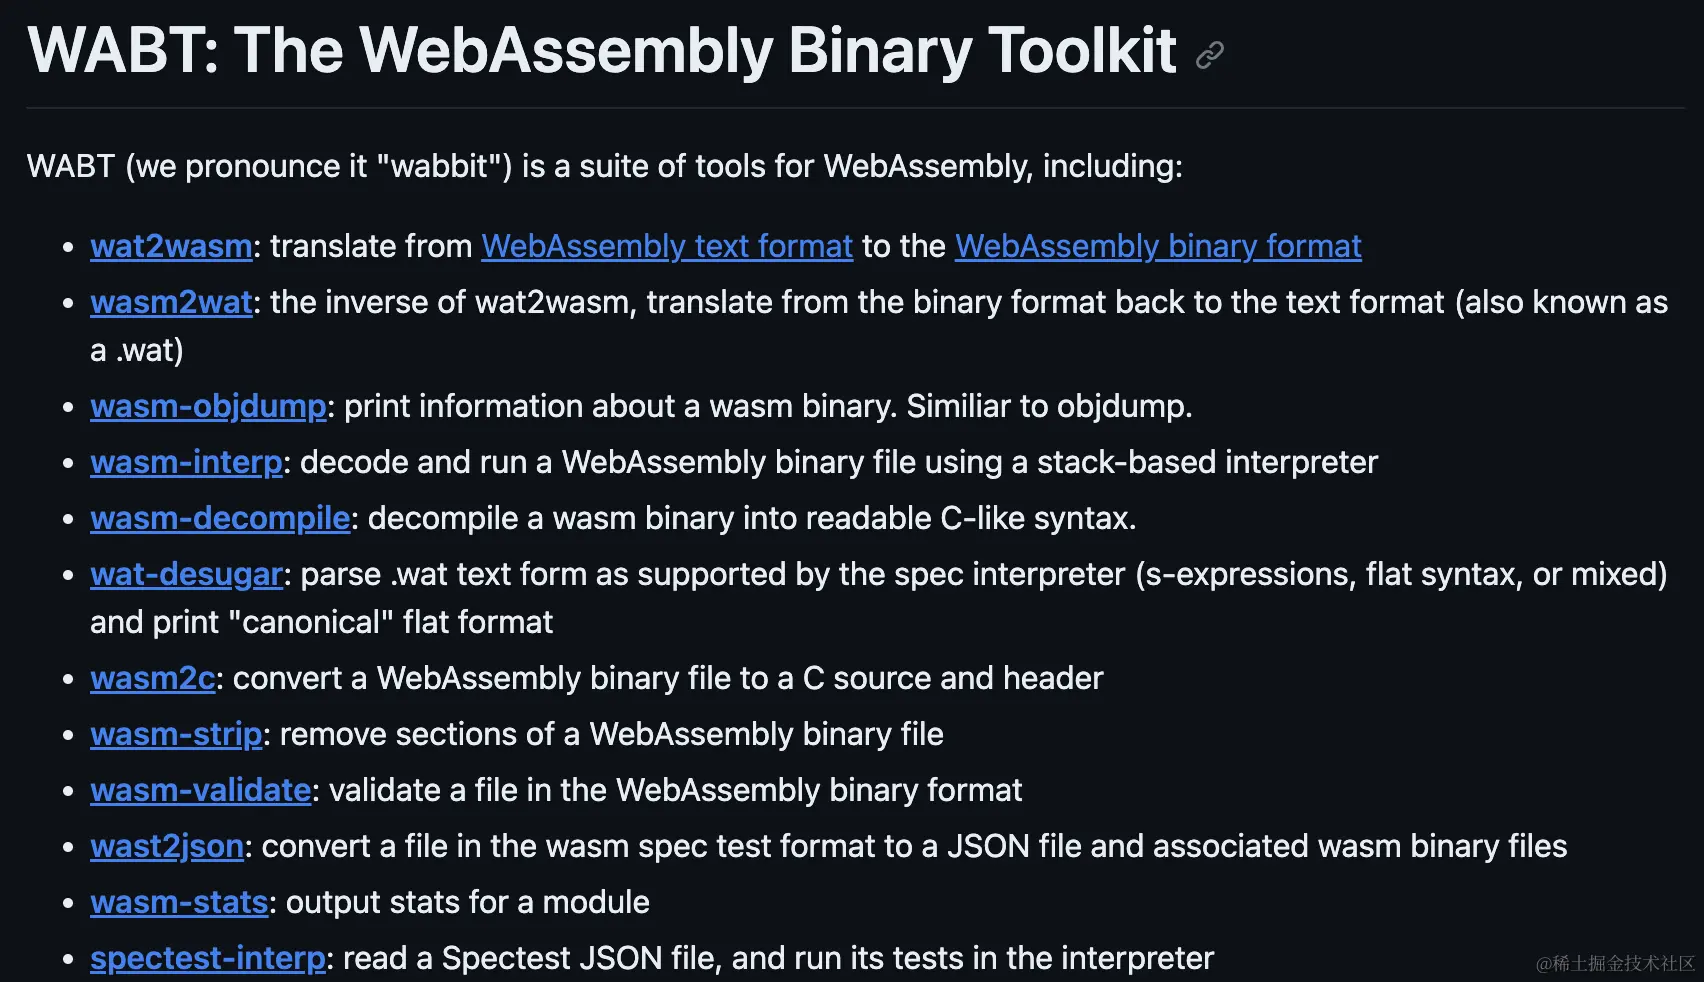 WABT: The WebAssembly Binary Toolkit
WABT (we pronounce it "wabbit") is a suite of tools for WebAssembly, including:
• wat2wasm: translate from WebAssembly text format to the WebAssembly binary format
• wasm2wat: the inverse of wat2wasm, translate from the binary format back to the text format (also known as
a .wat)
• wasm-objdump: print information about a wasm binary. Similiar to objdump.
• wasm-interp: decode and run a WebAssembly binary file using a stack-based interpreter
• wasm-decompile: decompile a wasm binary into readable C-like syntax.
• wat-desugar: parse .wat text form as supported by the spec interpreter (s-expressions, flat syntax, or mixed)
and print "canonical" flat format
• wasm2c: convert a WebAssembly binary file to a C source and header
• wasm-strip: remove sections of a WebAssembly binary file
• wasm-validate: validate a file in the WebAssembly binary format
• wast2json: convert a file in the wasm spec test format to a JSON file and associated wasm binary files
• wasm-stats: output stats for a module
• spectest-interp: read a Spectest JSON file, and run its tests in the interpreter
@稀土掘金技术社区